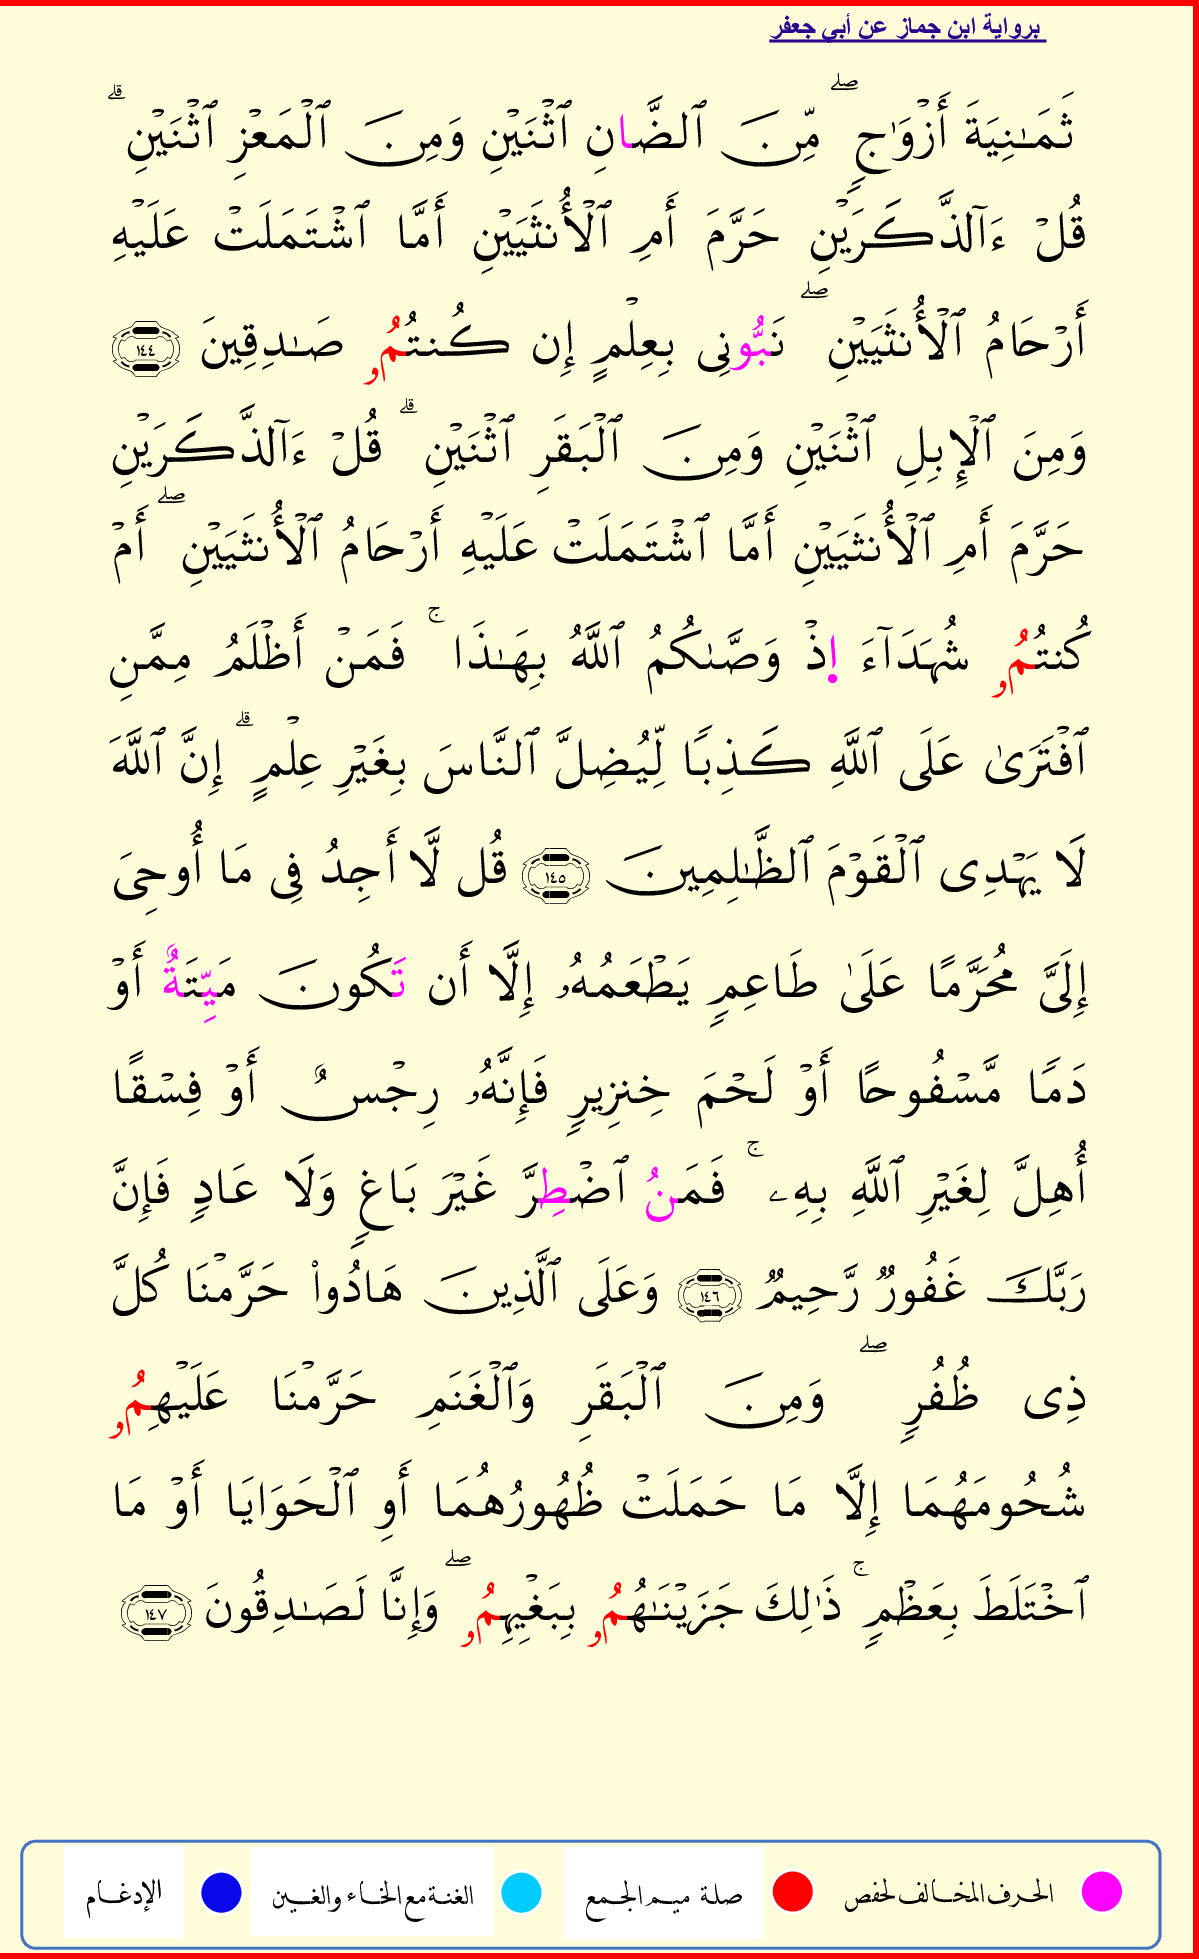 برواية ابن جماز عن أبي جعفر
ثَمَـٰنِيَةَ أَزْوَٰجٍ ۖ مِّنَ ٱلضَّانِ ٱثْنَيْنِ وَمِنَ ٱلْمَعْزِ ٱثْنَيْنِ ۗ
قُلْ ءَآلذَّكَرَيْنِ حَرَّمَ أَمِ ٱلْأُنثَيَيْنِ أَمَّا ٱشْتَمَلَتْ عَلَيْهِ
أَرْحَامُ ٱلْأُنثَيَيْنِ ۖ نَبُّونِى بِعِلْمٍ إِن كُنتُمُۥ صَـٰدِقِينَ ١٤٤
وَمِنَ ٱلْإِبِلِ ٱثْنَيْنِ وَمِنَ ٱلْبَقَرِ ٱثْنَيْنِ ۗ قُلْ ءَآلذَّكَرَيْنِ
حَرَّمَ أَمِ ٱلْأُنثَيَيْنِ أَمَّا ٱشْتَمَلَتْ عَلَيْهِ أَرْحَامُ ٱلْأُنثَيَيْنِ ۖ أَمْ
كُنتُمُۥ شُهَدَآءَ إِذْ وَصَّىٰكُمُ ٱللَّهُ بِهَـٰذَا ۚ فَمَنْ أَظْلَمُ مِمَّنِ
ٱفْتَرَىٰ عَلَى ٱللَّهِ كَذِبًا لِّيُضِلَّ ٱلنَّاسَ بِغَيْرِ عِلْمٍ ۗ إِنَّ ٱللَّهَ
لَا يَهْدِى ٱلْقَوْمَ ٱلظَّـٰلِمِينَ ١٤٥ قُل لَّا أَجِدُ فِى مَا أُوحِىَ
إِلَىَّ مُحَرَّمًا عَلَىٰ طَاعِمٍ يَطْعَمُهُۥ إِلَّا أَن تَكُونَ مَيِّتَةٌ أَوْ
دَمًا مَّسْفُوحًا أَوْ لَحْمَ خِنزِيرٍ فَإِنَّهُۥ رِجْسٌ أَوْ فِسْقًا
أُهِلَّ لِغَيْرِ ٱللَّهِ بِهِۦ ۚ فَمَنُ ٱضْطِرَّ غَيْرَ بَاغٍ وَلَا عَادٍ فَإِنَّ
رَبَّكَ غَفُورٌ رَّحِيمٌ ١٤٦ وَعَلَى ٱلَّذِينَ هَادُوا۟ حَرَّمْنَا كُلَّ
ذِى ظُفُرٍ ۖ وَمِنَ ٱلْبَقَرِ وَٱلْغَنَمِ حَرَّمْنَا عَلَيْهِمُۥ
شُحُومَهُمَا إِلَّا مَا حَمَلَتْ ظُهُورُهُمَا أَوِ ٱلْحَوَايَا أَوْ مَا
ٱخْتَلَطَ بِعَظْمٍ ۚ ذَٰلِكَ جَزَيْنَـٰهُمُۥ بِبَغْيِهِمُۥ ۖ وَإِنَّا لَصَـٰدِقُونَ ١٤٧
الحرف المخالف لحفص صلة ميم الجمع الغنة مع الخاء والغين الإدغام